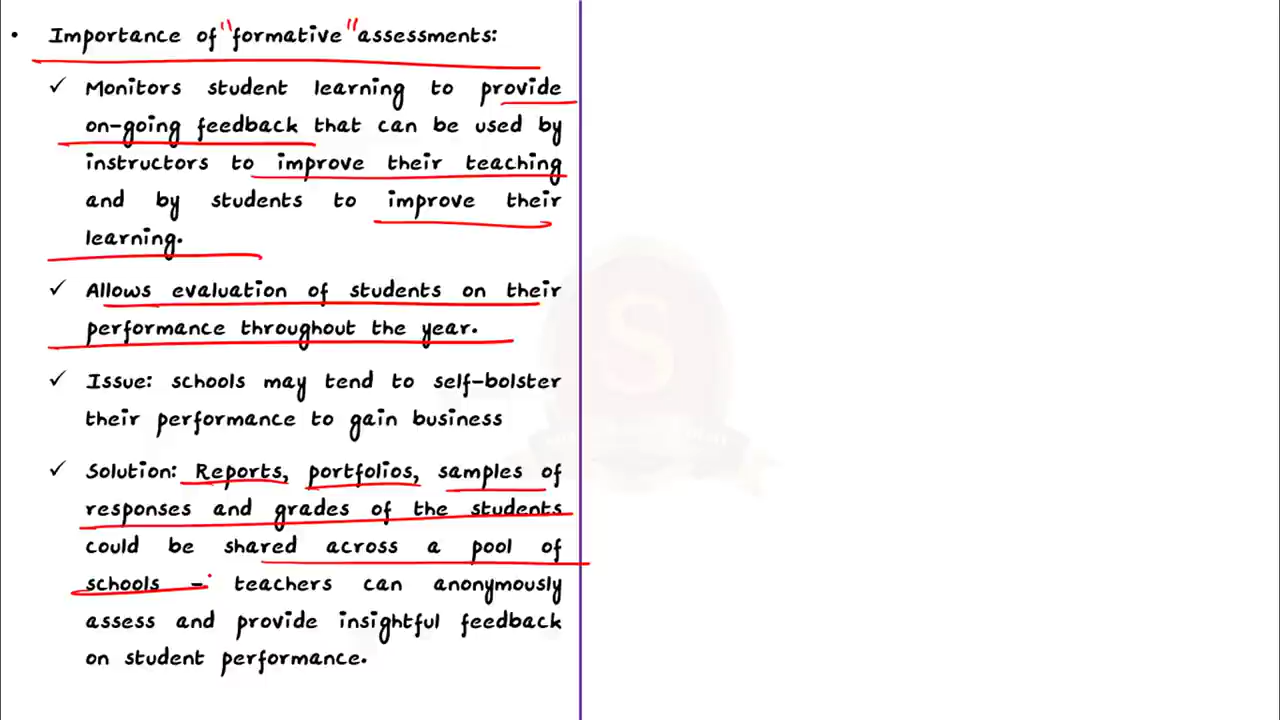 • Importance of "formative" assessments:
✓ Monitors student learning to provide
on-going feedback that can be used by
instructors to improve their teaching
and by students to improve their
learning.
✓ Allows evaluation of students on their
performance throughout the year.
✓ Issue: schools may tend to self-bolster
their performance to gain business
✓ Solution: Reports, portfolios, samples of
responses and grades of the students
could be shared across a pool of
schools – teachers can anonymously
assess and provide insightful feedback
on student performance.
S